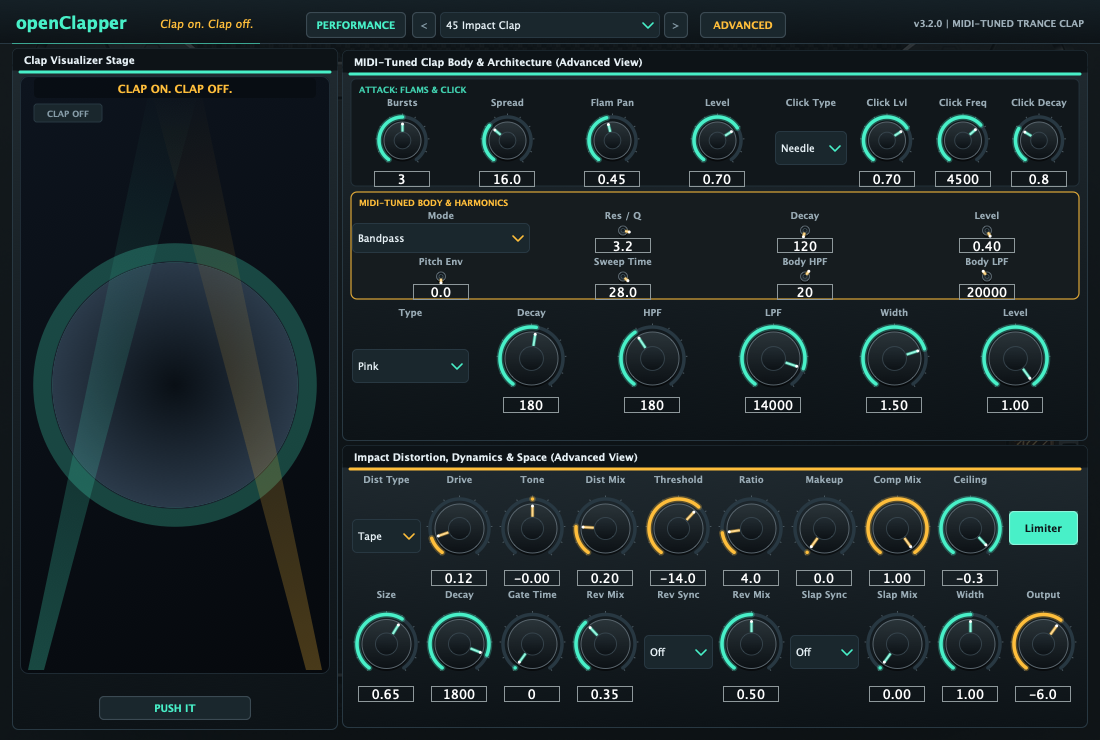 openClapper
Clap on. Clap off.
PERFORMANCE
<
45 Impact Clap
>
ADVANCED
v3.2.0 | MIDI-TUNED TRANCE CLAP
Clap Visualizer Stage
CLAP ON. CLAP OFF.
CLAP OFF
PUSH IT
MIDI-Tuned Clap Body & Architecture (Advanced View)
ATTACK: FLAMS & CLICK
Bursts Spread Flam Pan Level Click Type Click Lvl Click Freq Click Decay
Needle
3 16.0 0.45 0.70 0.70 4500 0.8
MIDI-TUNED BODY & HARMONICS
Mode Res / Q Decay Level
Bandpass
3.2 120 0.40
Pitch Env Sweep Time Body HPF Body LPF
0.0 28.0 20 20000
Type Decay HPF LPF Width Level
Pink
180 180 14000 1.50 1.00
Impact Distortion, Dynamics & Space (Advanced View)
Dist Type Drive Tone Dist Mix Threshold Ratio Makeup Comp Mix Ceiling
Tape
Limiter
0.12 -0.00 0.20 -14.0 4.0 0.0 1.00 -0.3
Size Decay Gate Time Rev Mix Rev Sync Rev Mix Slap Sync Slap Mix Width Output
Off Off
0.65 1800 0 0.35 0.50 0.00 1.00 -6.0